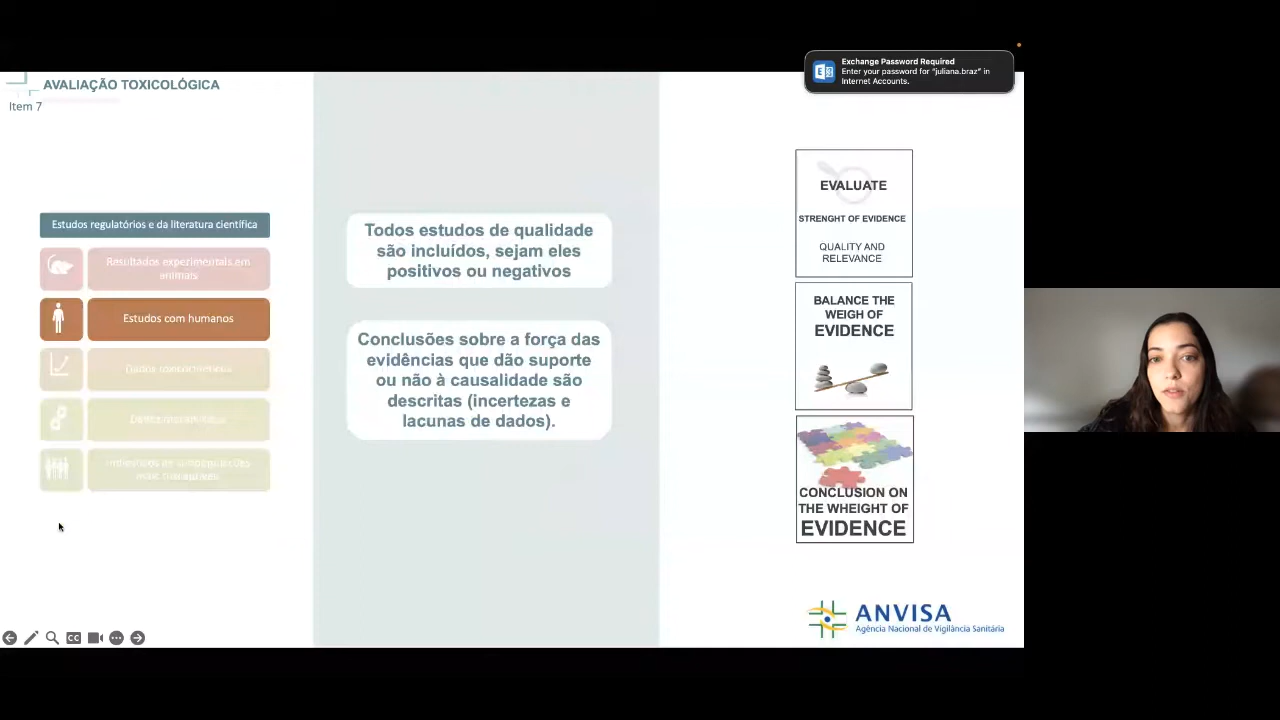 AVALIAÇÃO TOXICOLÓGICA
Item 7
Exchange Password Required
Enter your password for "juliana.braz" in
Internet Accounts.
Estudos regulatórios e da literatura científica
Resultados experimentais em
animais
Estudos com humanos
Todos estudos de qualidade
são incluídos, sejam eles
positivos ou negativos
Conclusões sobre a força das
evidências que dão suporte
ou não à causalidade são
descritas (incertezas e
lacunas de dados).
EVALUATE
STRENGHT OF EVIDENCE
QUALITY AND
RELEVANCE
BALANCE THE
WEIGH OF
EVIDENCE
CONCLUSION ON
THE WHEIGHT OF
EVIDENCE
CC
ANVISA
Agência Nacional de Vigilância Sanitária